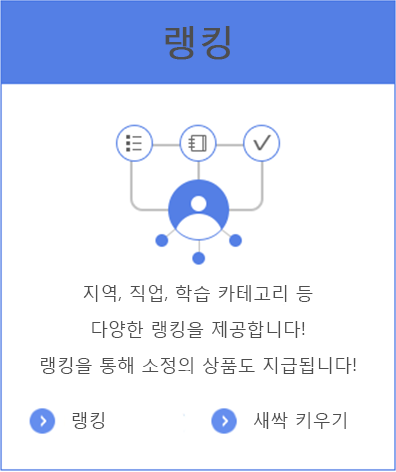 랭킹
지역, 직업, 학습 카테고리 등
다양한 랭킹을 제공합니다!
랭킹을 통해 소정의 상품도 지급됩니다!
랭킹 새싹 키우기